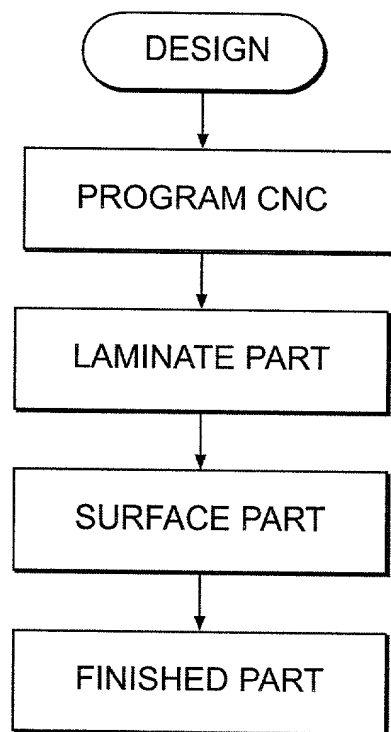 DESIGN
PROGRAM CNC
LAMINATE PART
SURFACE PART
FINISHED PART